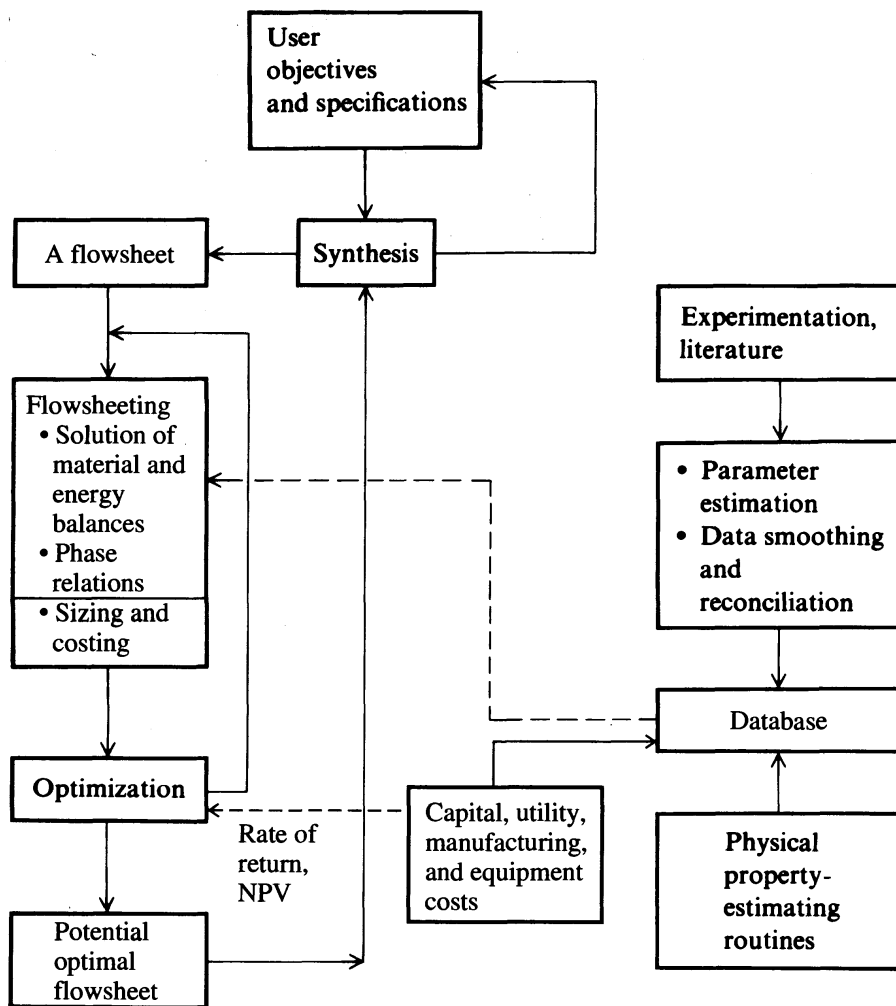 User
objectives
and specifications
A flowsheet
Synthesis
Experimentation,
literature
Flowsheeting
• Solution of
material and
energy
balances
• Phase
relations
• Sizing and
costing
• Parameter
estimation
• Data smoothing
and
reconciliation
Database
Optimization
Rate of
return,
NPV
Capital, utility,
manufacturing,
and equipment
costs
Physical
property-
estimating
routines
Potential
optimal
flowsheet